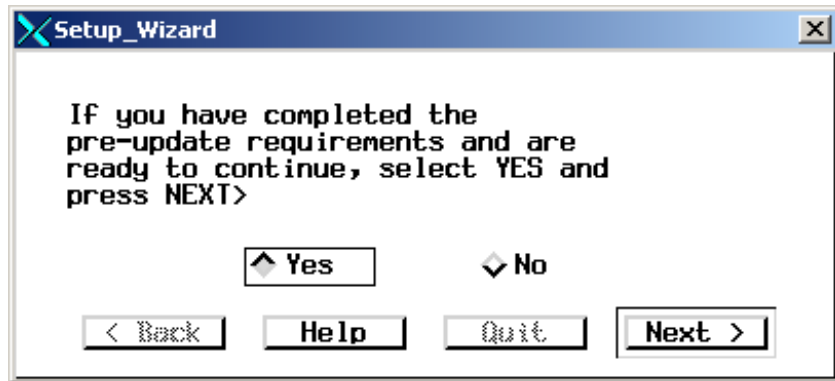 Setup_Wizard
If you have completed the
pre-update requirements and are
ready to continue, select YES and
press NEXT>
Yes No
< Back Help Quit Next >